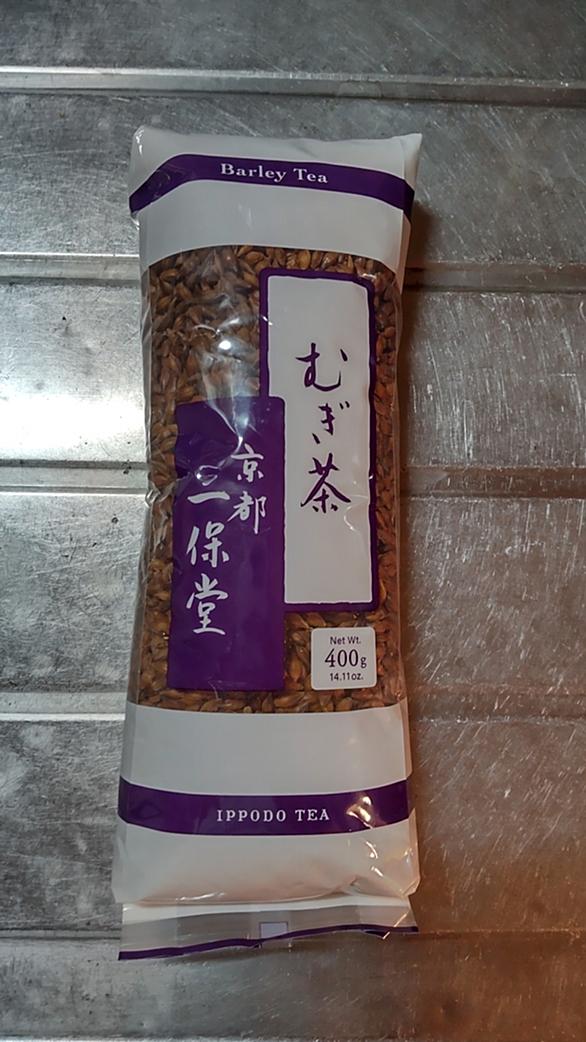 Barley Tea
むぎ茶
京都
一保堂
Net Wt.
400g
14.11oz.
IPPODO TEA